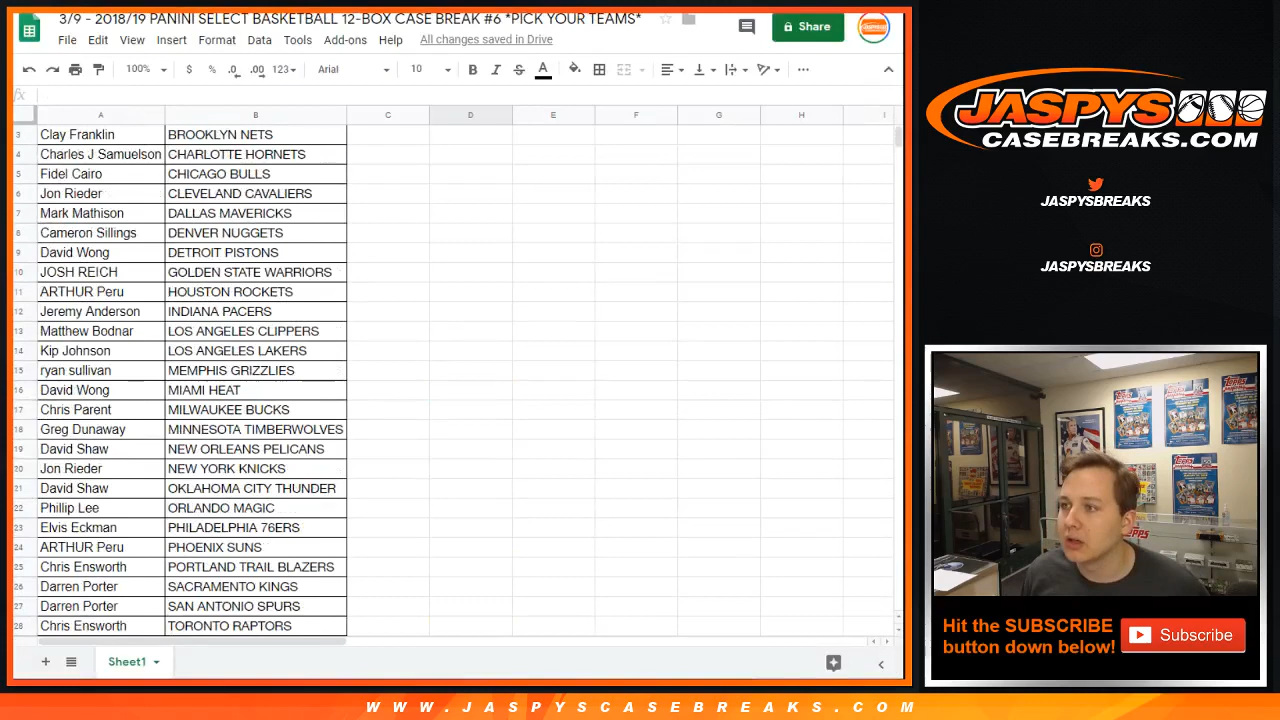 3/9 - 2018/19 PANINI SELECT BASKETBALL 12-BOX CASE BREAK #6 *PICK YOUR TEAMS*
File Edit View Insert Format Data Tools Add-ons Help All changes saved in Drive
Share
100% $ % .0 .00 123 Arial 10 B I S A
fx
A B C D E F G H I
3 Clay Franklin BROOKLYN NETS
4 Charles J Samuelson CHARLOTTE HORNETS
5 Fidel Cairo CHICAGO BULLS
6 Jon Rieder CLEVELAND CAVALIERS
7 Mark Mathison DALLAS MAVERICKS
8 Cameron Sillings DENVER NUGGETS
9 David Wong DETROIT PISTONS
10 JOSH REICH GOLDEN STATE WARRIORS
11 ARTHUR Peru HOUSTON ROCKETS
12 Jeremy Anderson INDIANA PACERS
13 Matthew Bodnar LOS ANGELES CLIPPERS
14 Kip Johnson LOS ANGELES LAKERS
15 ryan sullivan MEMPHIS GRIZZLIES
16 David Wong MIAMI HEAT
17 Chris Parent MILWAUKEE BUCKS
18 Greg Dunaway MINNESOTA TIMBERWOLVES
19 David Shaw NEW ORLEANS PELICANS
20 Jon Rieder NEW YORK KNICKS
21 David Shaw OKLAHOMA CITY THUNDER
22 Phillip Lee ORLANDO MAGIC
23 Elvis Eckman PHILADELPHIA 76ERS
24 ARTHUR Peru PHOENIX SUNS
25 Chris Ensworth PORTLAND TRAIL BLAZERS
26 Darren Porter SACRAMENTO KINGS
27 Darren Porter SAN ANTONIO SPURS
28 Chris Ensworth TORONTO RAPTORS
Sheet1
JASPYS
CASEBREAKS.COM
JASPYSBREAKS
JASPYSBREAKS
Topps
Topps
Topps
Hit the SUBSCRIBE
button down below!
Subscribe
WWW.JASPYSCASEBREAKS.COM